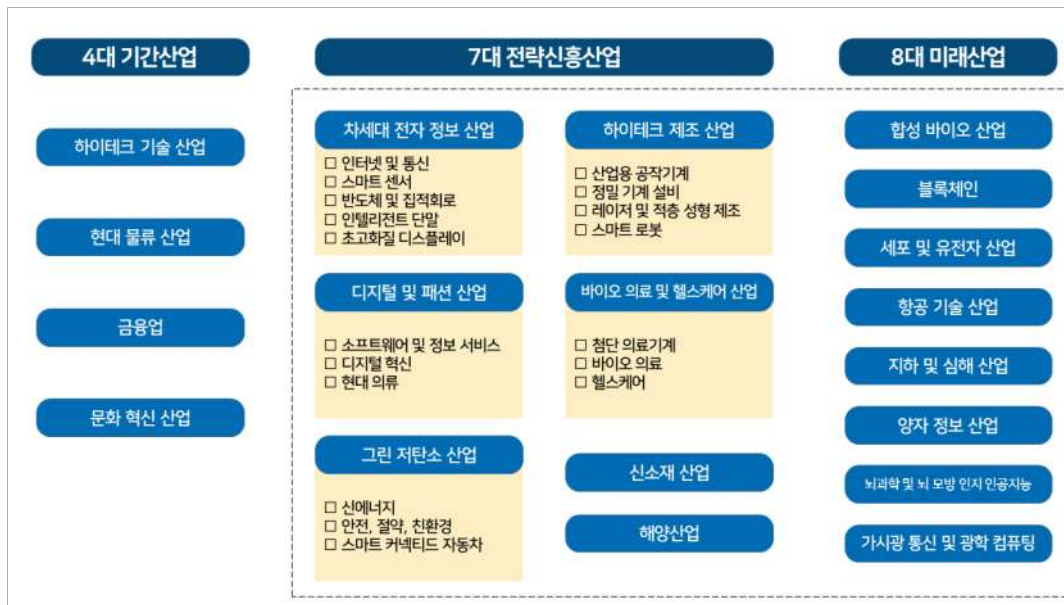 4대 기간산업
하이테크 기술 산업
현대 물류 산업
금융업
문화 혁신 산업
7대 전략신흥산업
차세대 전자 정보 산업
□ 인터넷 및 통신
□ 스마트 센서
□ 반도체 및 집적회로
□ 인텔리전트 단말
□ 초고화질 디스플레이
하이테크 제조 산업
□ 산업용 공작기계
□ 정밀 기계 설비
□ 레이저 및 적층 성형 제조
□ 스마트 로봇
디지털 및 패션 산업
□ 소프트웨어 및 정보 서비스
□ 디지털 혁신
□ 현대 의류
바이오 의료 및 헬스케어 산업
□ 첨단 의료기계
□ 바이오 의료
□ 헬스케어
그린 저탄소 산업
□ 신에너지
□ 안전, 절약, 친환경
□ 스마트 커넥티드 자동차
신소재 산업
해양산업
8대 미래산업
합성 바이오 산업
블록체인
세포 및 유전자 산업
항공 기술 산업
지하 및 심해 산업
양자 정보 산업
뇌과학 및 뇌 모방 인지 인공지능
가시광 통신 및 광학 컴퓨팅